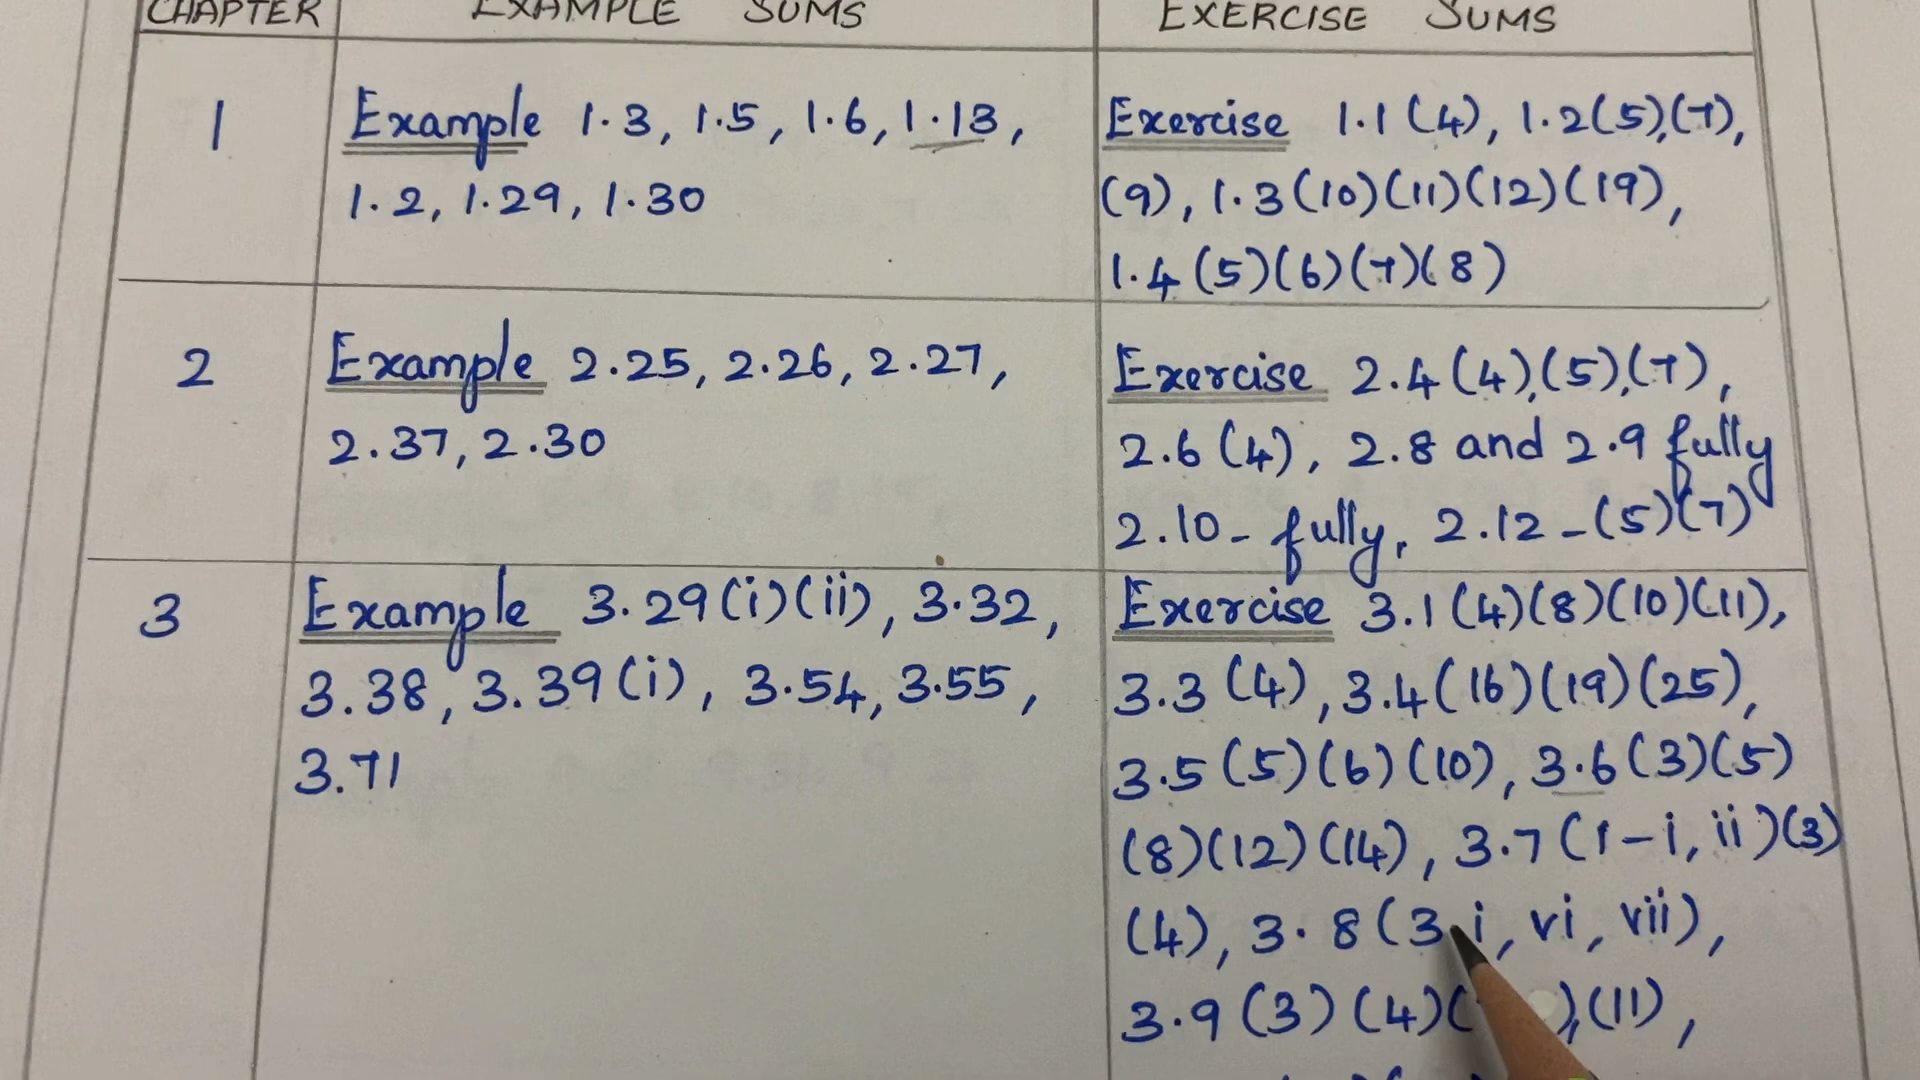 CHAPTER EXAMPLE SUMS EXERCISE SUMS
1
Example 1.3, 1.5, 1.6, 1.13,
1.2, 1.29, 1.30
Exercise 1.1 (4), 1.2(5),(7),
(9), 1.3(10)(11)(12)(19),
1.4 (5)(6)(7)(8)
2
Example 2.25, 2.26, 2.27,
2.37, 2.30
Exercise 2.4 (4),(5),(7),
2.6 (4), 2.8 and 2.9 fully
2.10- fully, 2.12 -(5)(7)
3
Example 3.29(i)(ii), 3.32,
3.38, 3.39(i), 3.54, 3.55,
3.71
Exercise 3.1 (4)(8)(10)(11),
3.3 (4), 3.4(16)(19)(25),
3.5 (5)(6)(10), 3.6 (3)(5)
(8)(12)(14), 3.7 (1-i, ii)(3)
(4), 3.8 (3 i, vi, vii),
3.9 (3) (4) (11),